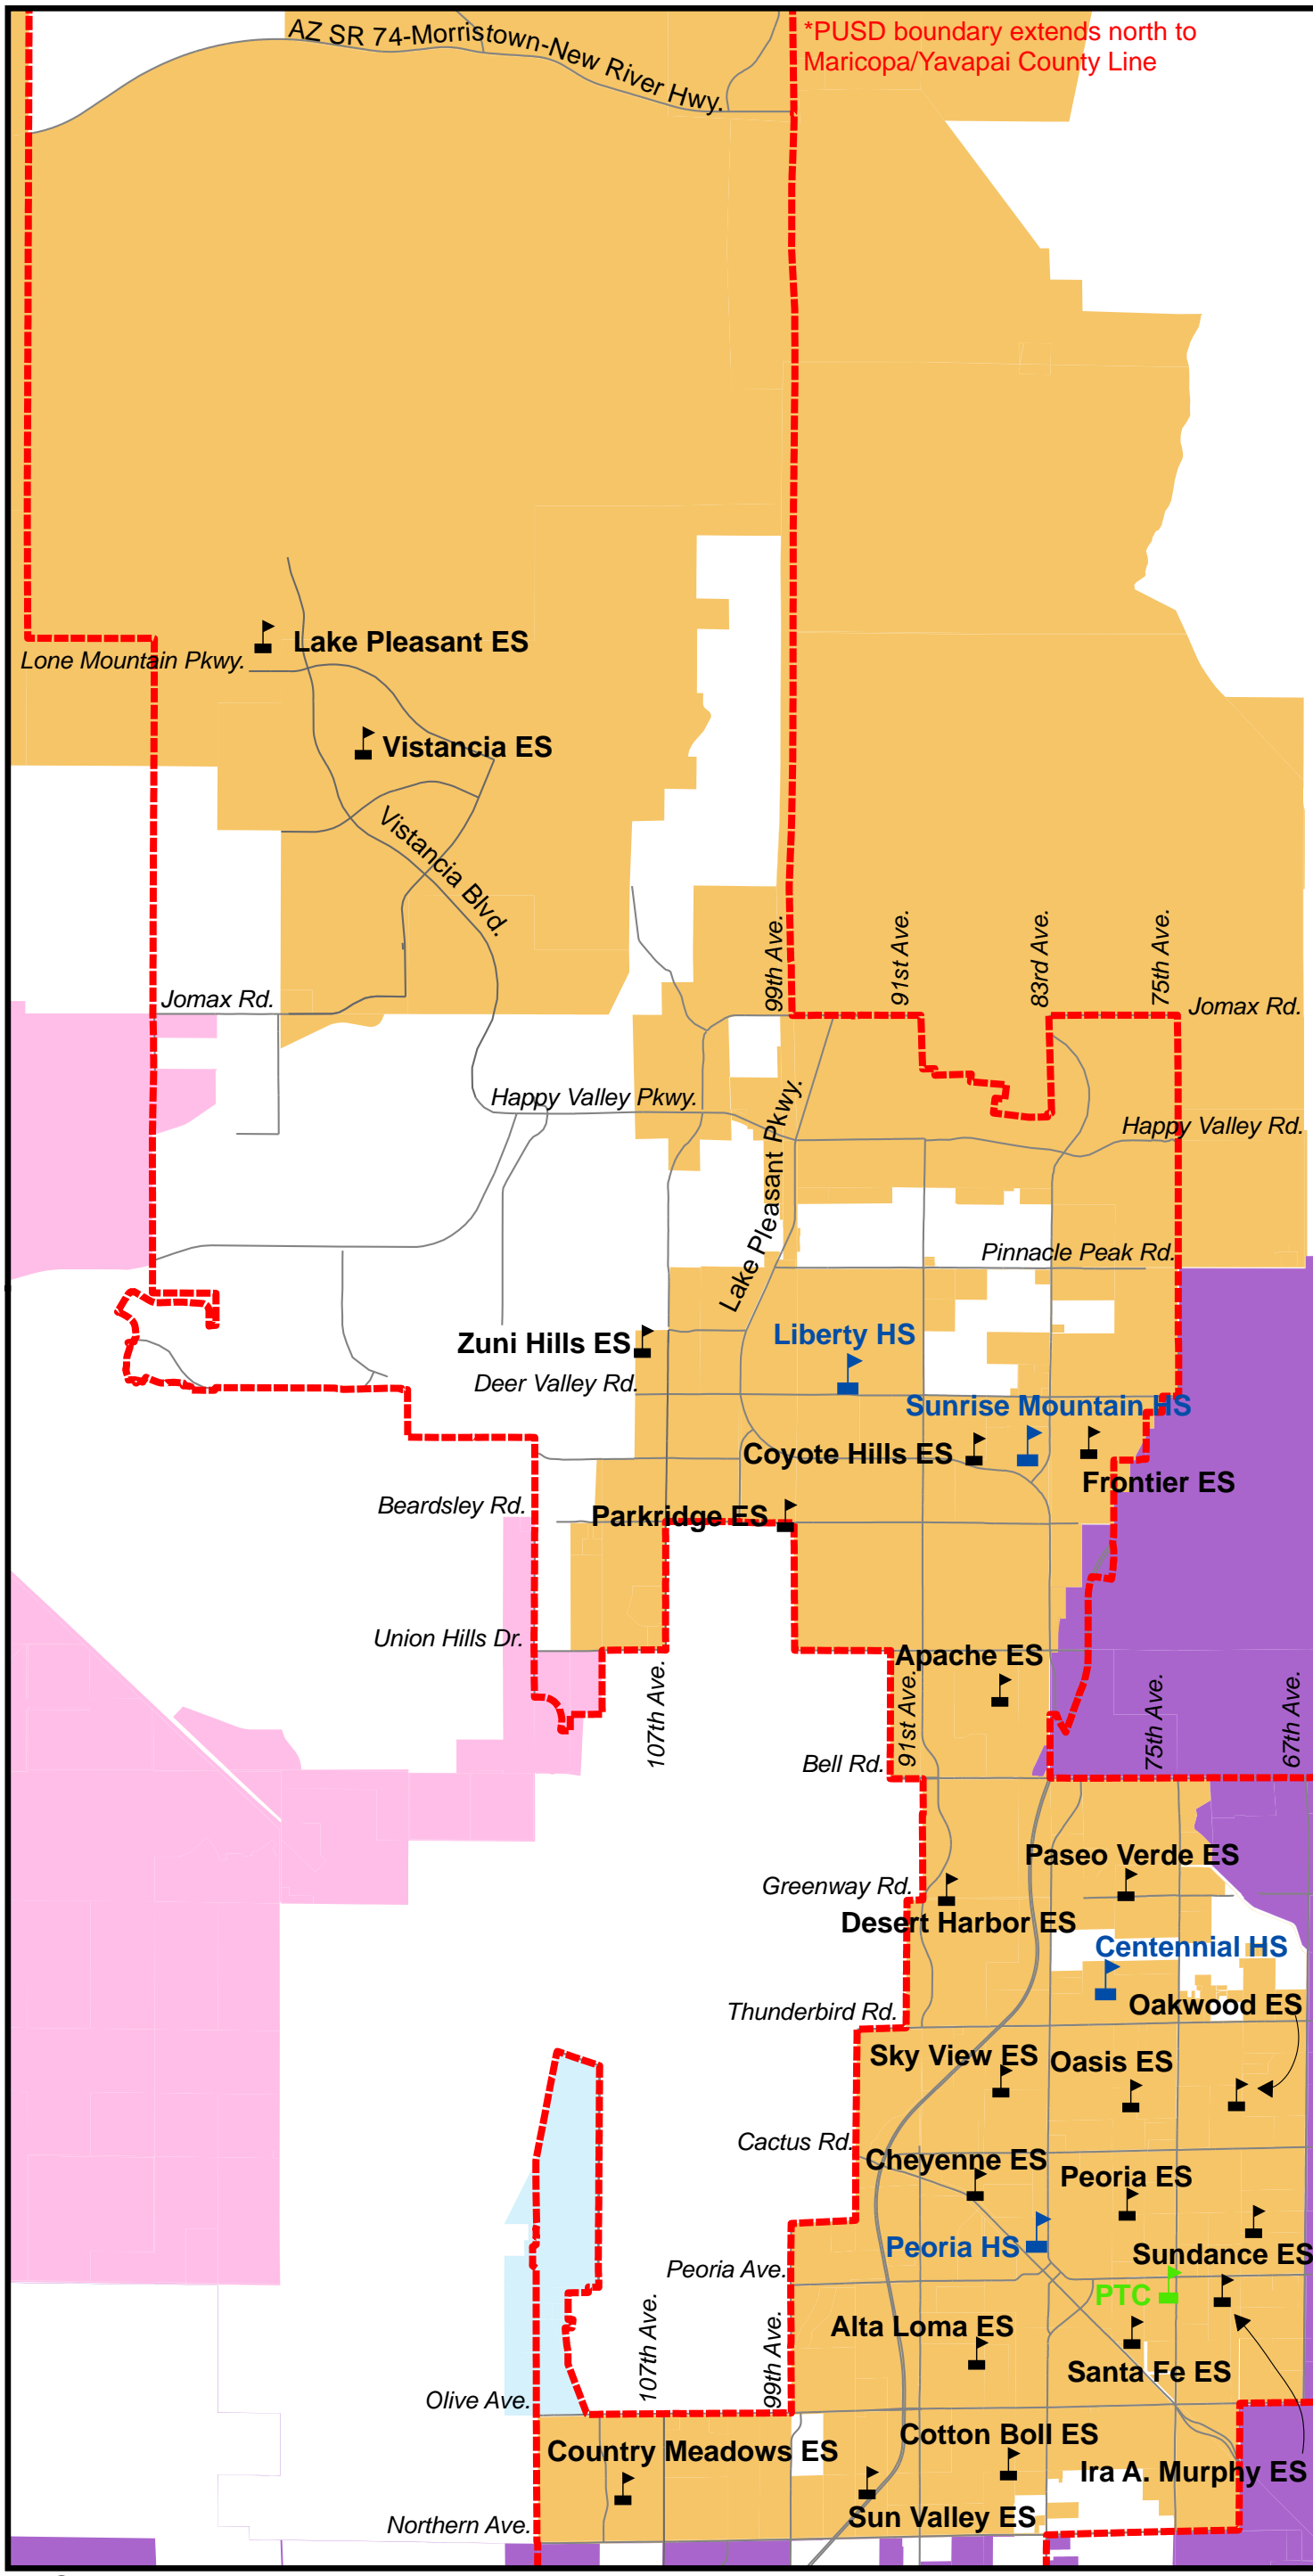 AZ SR 74-Morristown-New River Hwy.
*PUSD boundary extends north to
Maricopa/Yavapai County Line
Lake Pleasant ES
Lone Mountain Pkwy.
Vistancia ES
Vistancia Blvd.
99th Ave.
91st Ave.
83rd Ave.
75th Ave.
Jomax Rd.
Jomax Rd.
Happy Valley Pkwy.
Lake Pleasant Pkwy.
Happy Valley Rd.
Pinnacle Peak Rd.
Zuni Hills ES
Liberty HS
Deer Valley Rd.
Sunrise Mountain HS
Coyote Hills ES
Frontier ES
Beardsley Rd.
Parkridge ES
Union Hills Dr.
Apache ES
107th Ave.
91st Ave.
75th Ave.
67th Ave.
Bell Rd.
Paseo Verde ES
Greenway Rd.
Desert Harbor ES
Centennial HS
Oakwood ES
Thunderbird Rd.
Sky View ES
Oasis ES
Cactus Rd.
Cheyenne ES
Peoria ES
Peoria HS
Sundance ES
Peoria Ave.
PTC
Alta Loma ES
107th Ave.
99th Ave.
Santa Fe ES
Olive Ave.
Cotton Boll ES
Country Meadows ES
Ira A. Murphy ES
Sun Valley ES
Northern Ave.